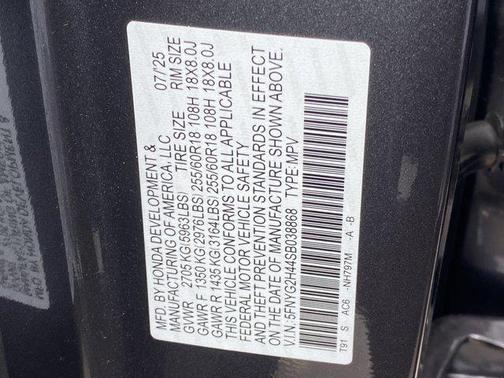 MFD. BY HONDA DEVELOPMENT & 07/25
MANUFACTURING OF AMERICA, LLC.
GVWR 2705 KG(5963LBS) TIRE SIZE RIM SIZE
GAWR F 1350 KG(2976LBS) 255/60R18 108H 18X8.0J
GAWR R 1435 KG(3164LBS) 255/60R18 108H 18X8.0J
THIS VEHICLE CONFORMS TO ALL APPLICABLE
FEDERAL MOTOR VEHICLE SAFETY
AND THEFT PREVENTION STANDARDS IN EFFECT
ON THE DATE OF MANUFACTURE SHOWN ABOVE.
V.I.N. 5FNYG2H44SB038868 TYPE:MPV
T91 S AC6 -NH797M -A -B